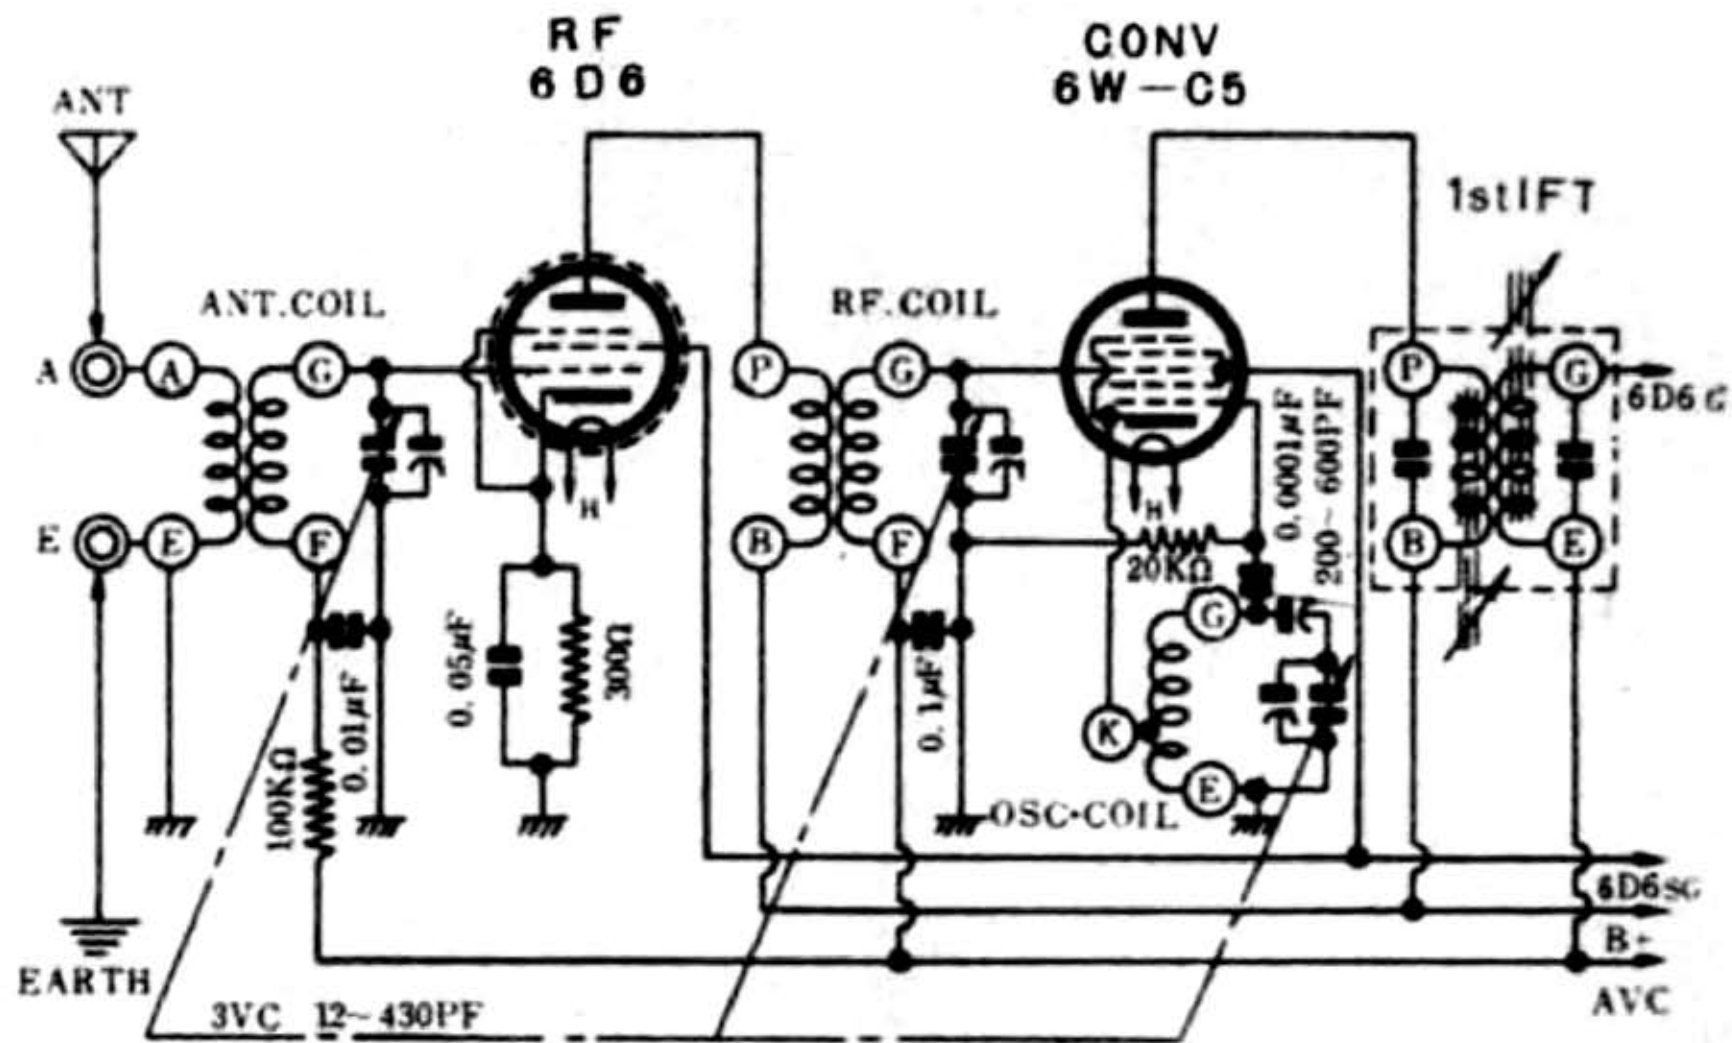 RF
6D6
CONV
6W-C5
ANT
1stIFT
ANT.COIL
RF.COIL
A
A
G
P
G
P
G
6D6G
H
H
0.0001μF
200~600PF
E
E
F
B
F
20KΩ
B
E
G
0.05μF
300Ω
0.01μF
0.1μF
K
100KΩ
E
OSC-COIL
6D6SG
B+
EARTH
AVC
3VC 12~430PF